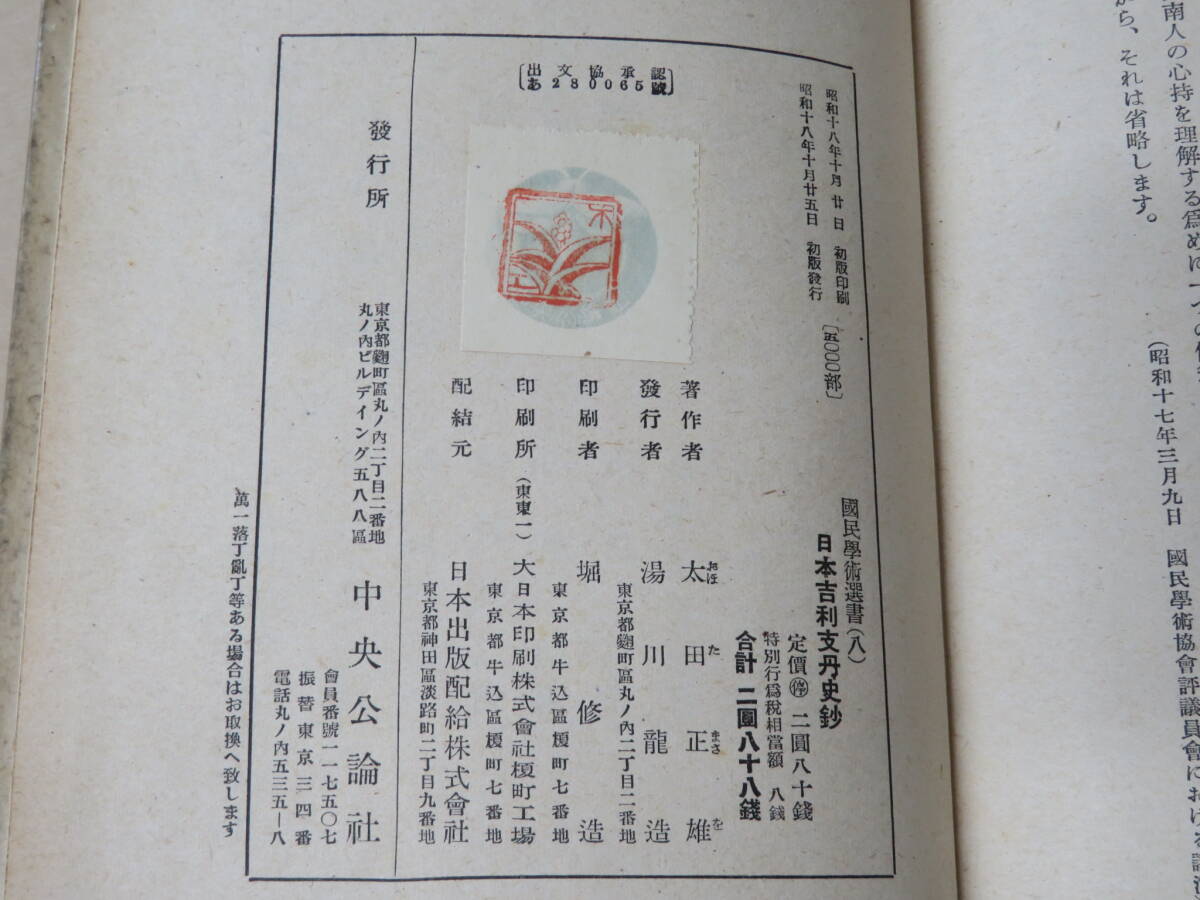 南人の心持を理解する爲めに一つの
から、それは省略します。
(昭和十七年三月九日 國民學術協會評議員會における
出文協承認
あ280065號
昭和十八年十月廿日 初版印刷
昭和十八年十月廿五日 初版發行
〔五〇〇〇部〕
國民學術選書(八)
日本吉利支丹史鈔
定價 停 二圓八十錢
特別行爲稅相當額 八錢
合計 二圓八十八錢
著作者 太田正雄
おほ た まさ を
發行者 湯川龍造
東京都麴町區丸ノ內二丁目二番地
印刷者 堀修造
東京都牛込區榎町七番地
印刷所 (東東一) 大日本印刷株式會社榎町工場
東京都牛込區榎町七番地
配給元 日本出版配給株式會社
東京都神田區淡路町二丁目九番地
發行所
東京都麴町區丸ノ內二丁目二番地
丸ノ內ビルデイング五八八區
中央公論社
會員番號一一七五〇七
振替東京三四番
電話丸ノ內五三五一八
萬一落丁亂丁等ある場合はお取換へ致します